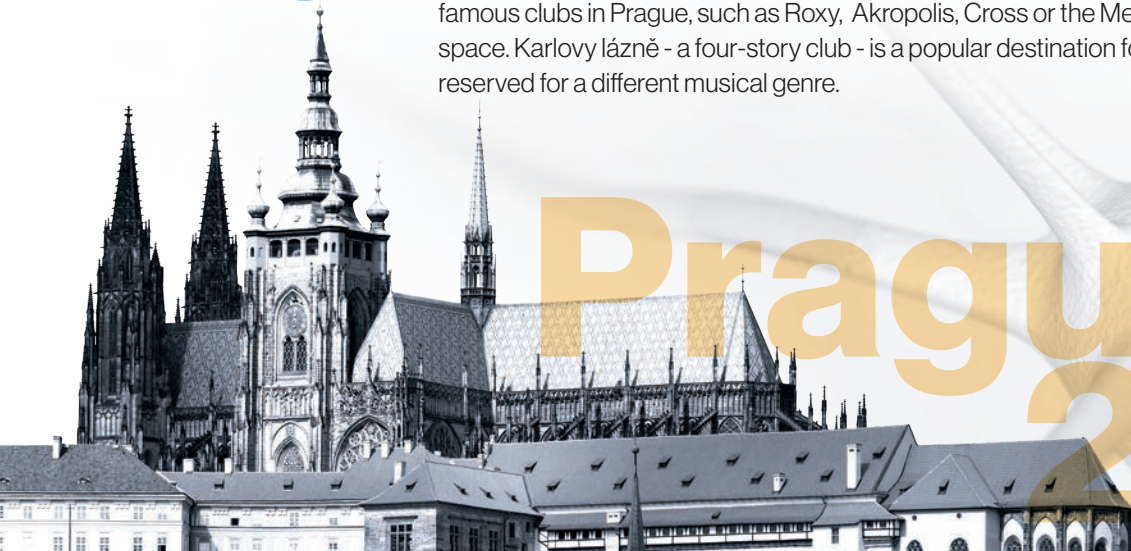 famous clubs in Prague, such as Roxy, Akropolis, Cross or the Me
space. Karlovy lázně - a four-story club - is a popular destination fo
reserved for a different musical genre.
Pragu
2